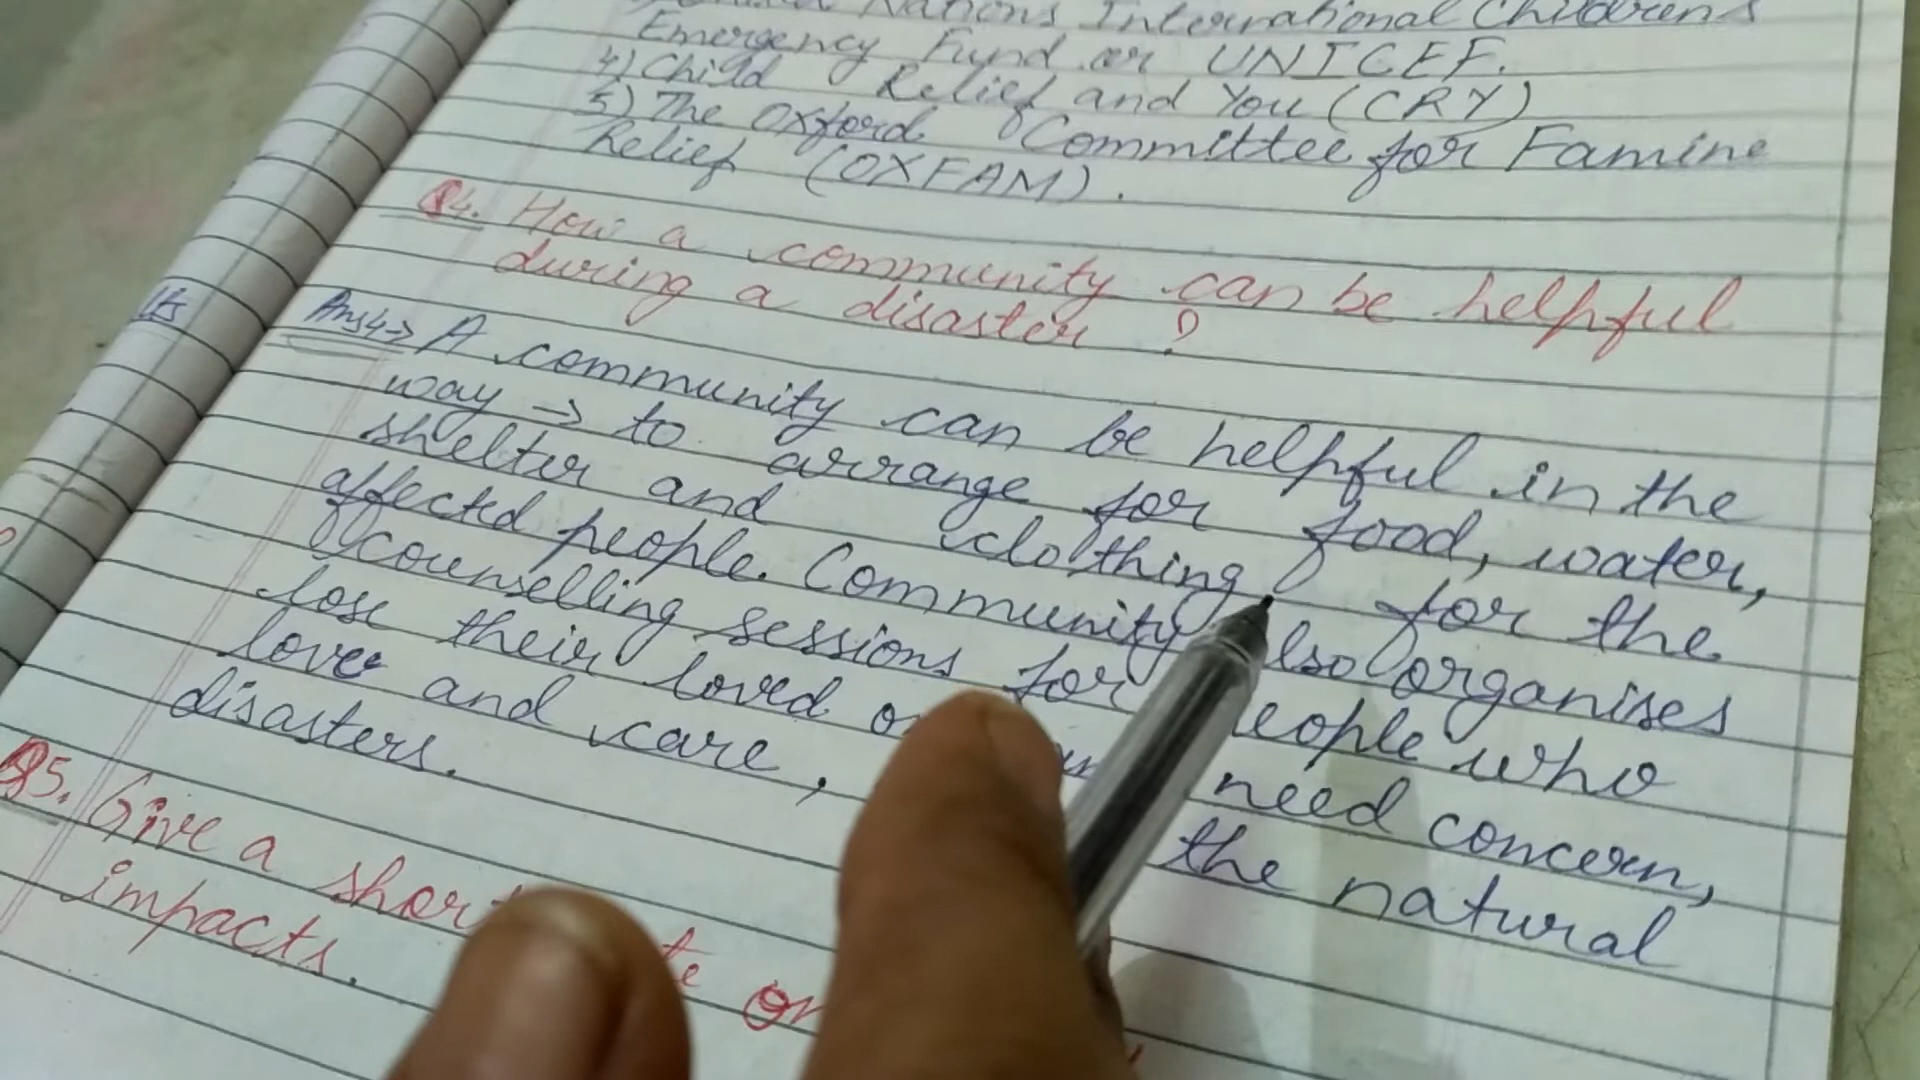 Nations International Children's
Emergency Fund or UNICEF.
4) Child Relief and You (CRY)
5) The Oxford Committee for Famine
Relief (OXFAM).
Q4. How a community can be helpful
during a disaster ?
Ans4→ A community can be helpful in the
way → to arrange for food, water,
shelter and clothing for the
affected people. Community also organises
counselling sessions for people who
lose their loved need concern,
love and care, the natural
disasters.
Q5. Give a short on
impacts.